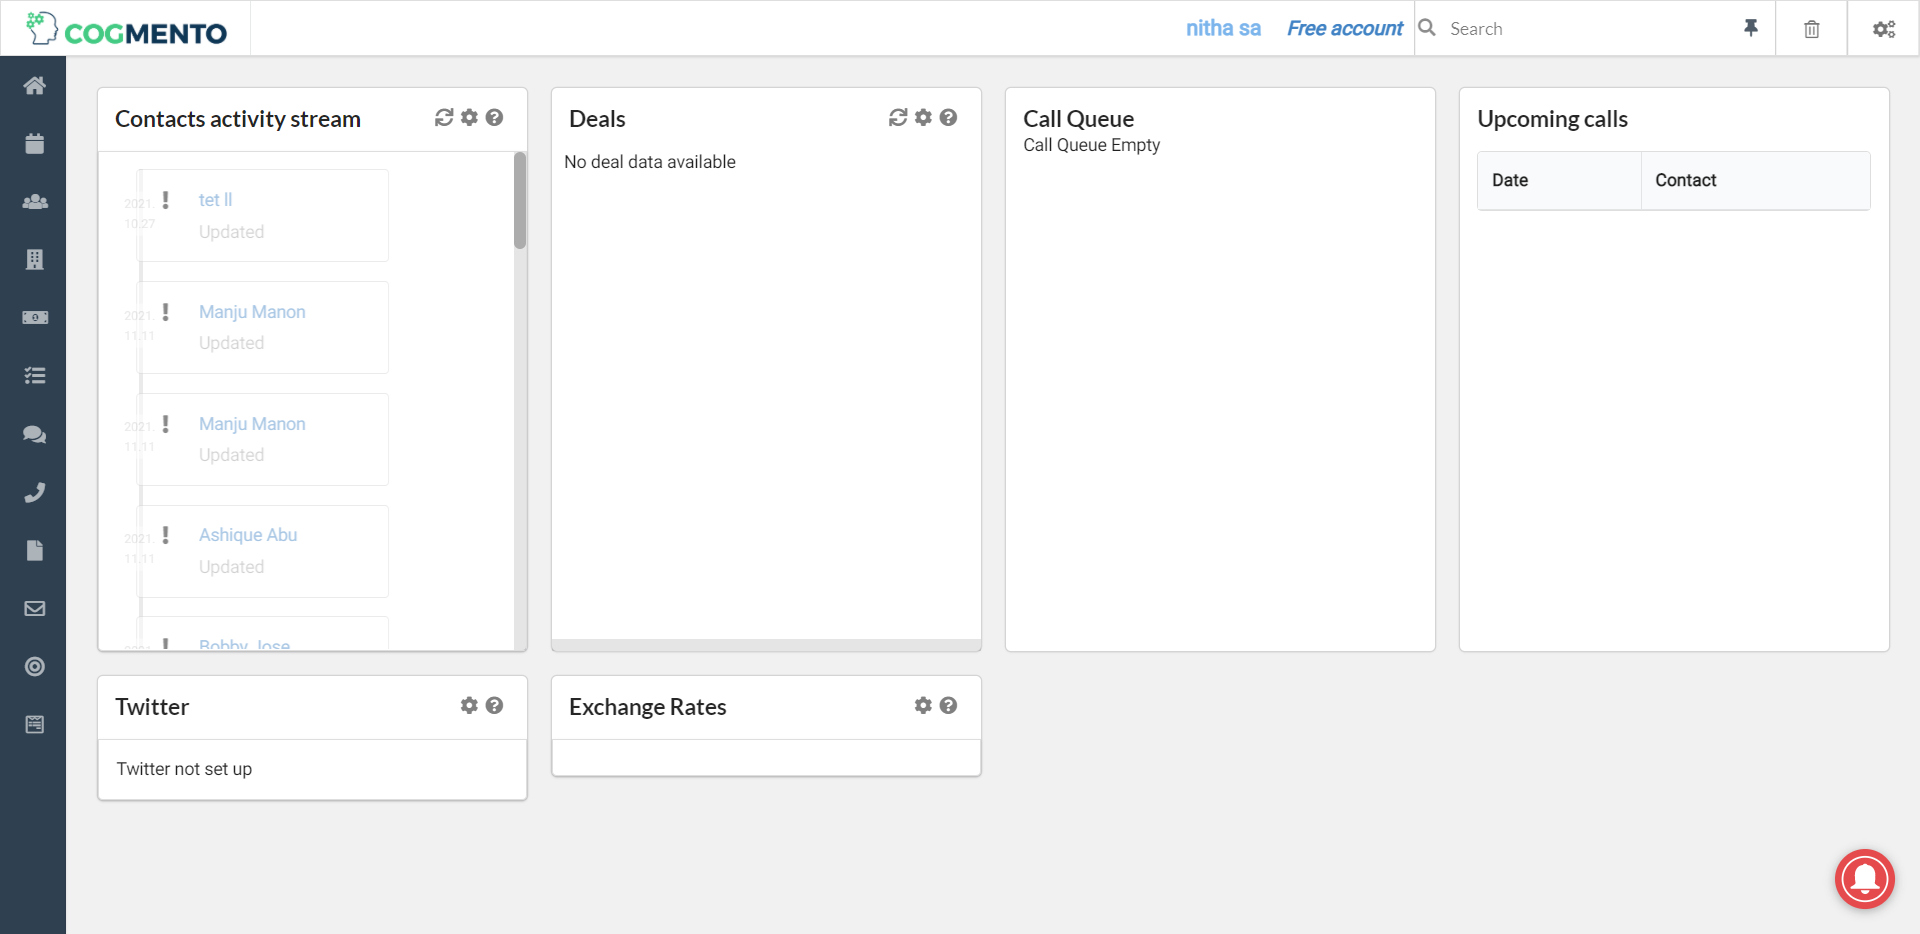 COGMENTO
nitha sa
Free account
Search
Contacts activity stream
2021.
10.27
tet ll
Updated
2021.
11.11
Manju Manon
Updated
2021.
11.11
Manju Manon
Updated
2021.
11.11
Ashique Abu
Updated
2021.
Bobby Jose
Deals
No deal data available
Call Queue
Call Queue Empty
Upcoming calls
Date
Contact
Twitter
Twitter not set up
Exchange Rates